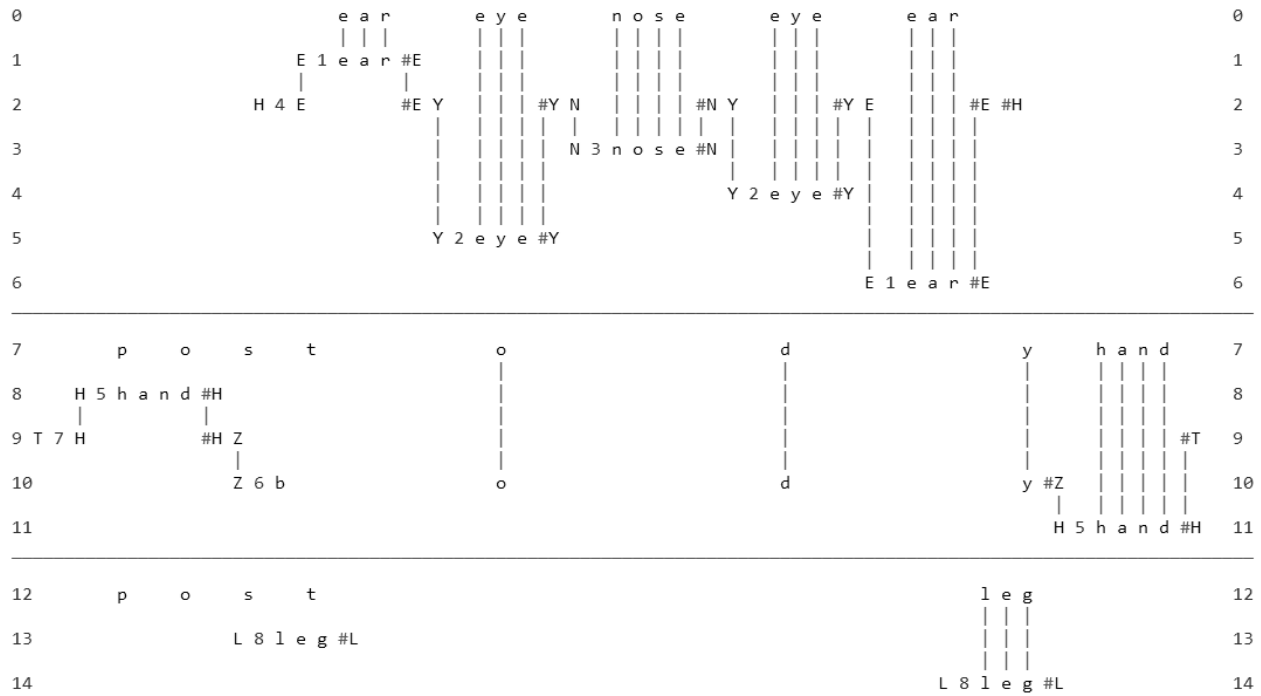 0 e a r e y e n o s e e y e e a r 0
1 E 1 e a r #E 1
2 H 4 E #E Y #Y N #N Y #Y E #E #H 2
3 N 3 n o s e #N 3
4 Y 2 e y e #Y 4
5 Y 2 e y e #Y 5
6 E 1 e a r #E 6
7 p o s t o d y h a n d 7
8 H 5 h a n d #H 8
9 T 7 H #H Z #T 9
10 Z 6 b o d y #Z 10
11 H 5 h a n d #H 11
12 p o s t l e g 12
13 L 8 l e g #L 13
14 L 8 l e g #L 14